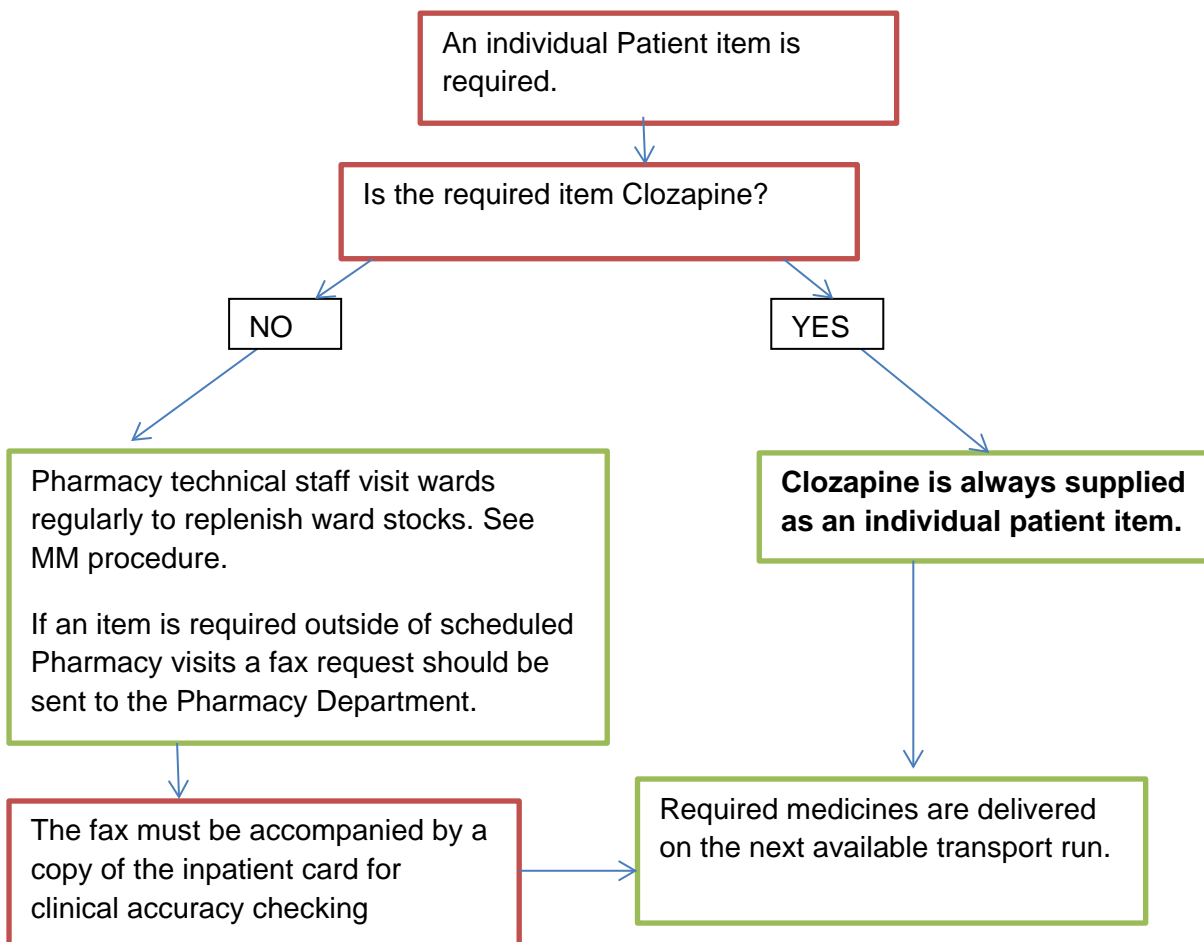 An individual Patient item is
required.
Is the required item Clozapine?
NO
YES
Pharmacy technical staff visit wards
regularly to replenish ward stocks. See
MM procedure.
If an item is required outside of scheduled
Pharmacy visits a fax request should be
sent to the Pharmacy Department.
Clozapine is always supplied
as an individual patient item.
The fax must be accompanied by a
copy of the inpatient card for
clinical accuracy checking
Required medicines are delivered
on the next available transport run.